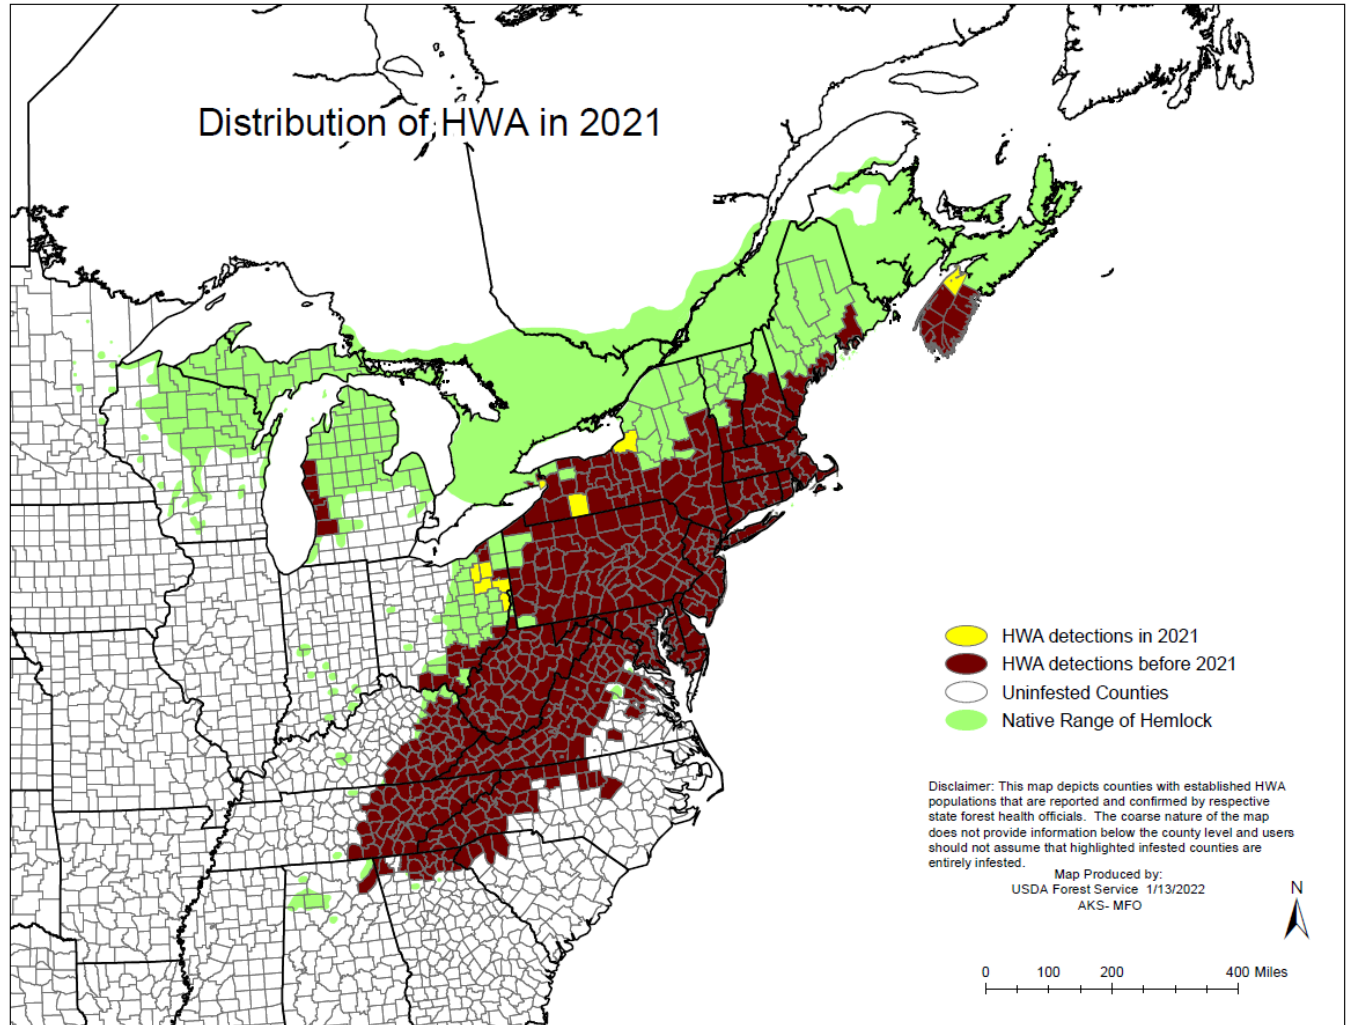 Distribution of HWA in 2021
HWA detections in 2021
HWA detections before 2021
Uninfested Counties
Native Range of Hemlock
Disclaimer: This map depicts counties with established HWA
populations that are reported and confirmed by respective
state forest health officials. The coarse nature of the map
does not provide information below the county level and users
should not assume that highlighted infested counties are
entirely infested.
Map Produced by:
USDA Forest Service 1/13/2022
AKS- MFO
N
0 100 200 400 Miles